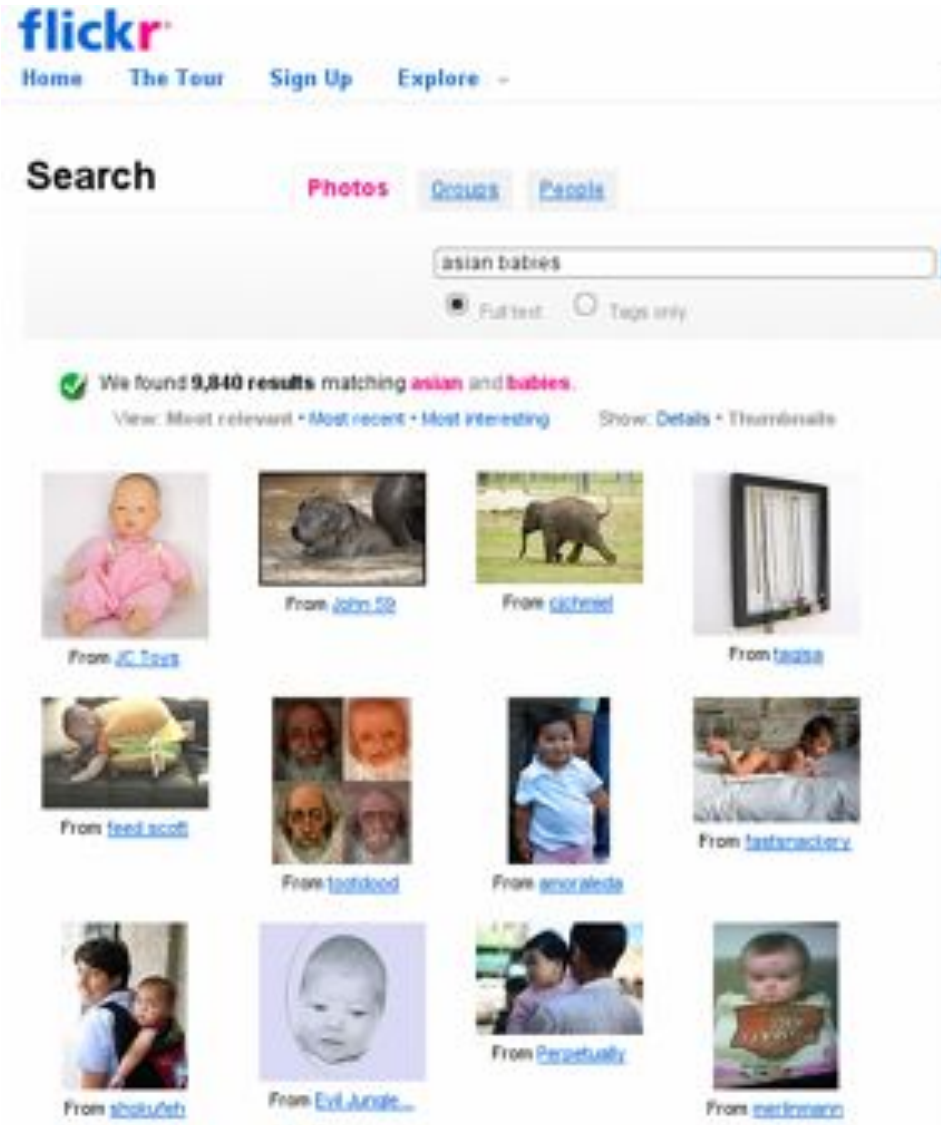 flickr
Home The Tour Sign Up Explore
Search Photos Groups People
asian babies
Full text Tags only
We found 9,840 results matching asian and babies.
View: Most relevant • Most recent • Most interesting Show: Details • Thumbnails
From John 59 From cjchmiel
From JC Toys From tagisa
From feed scott From fastsnackery
From tootdood From amoraleda
From Perpetually
From shokufeh From Evil Jungle... From merlinmann